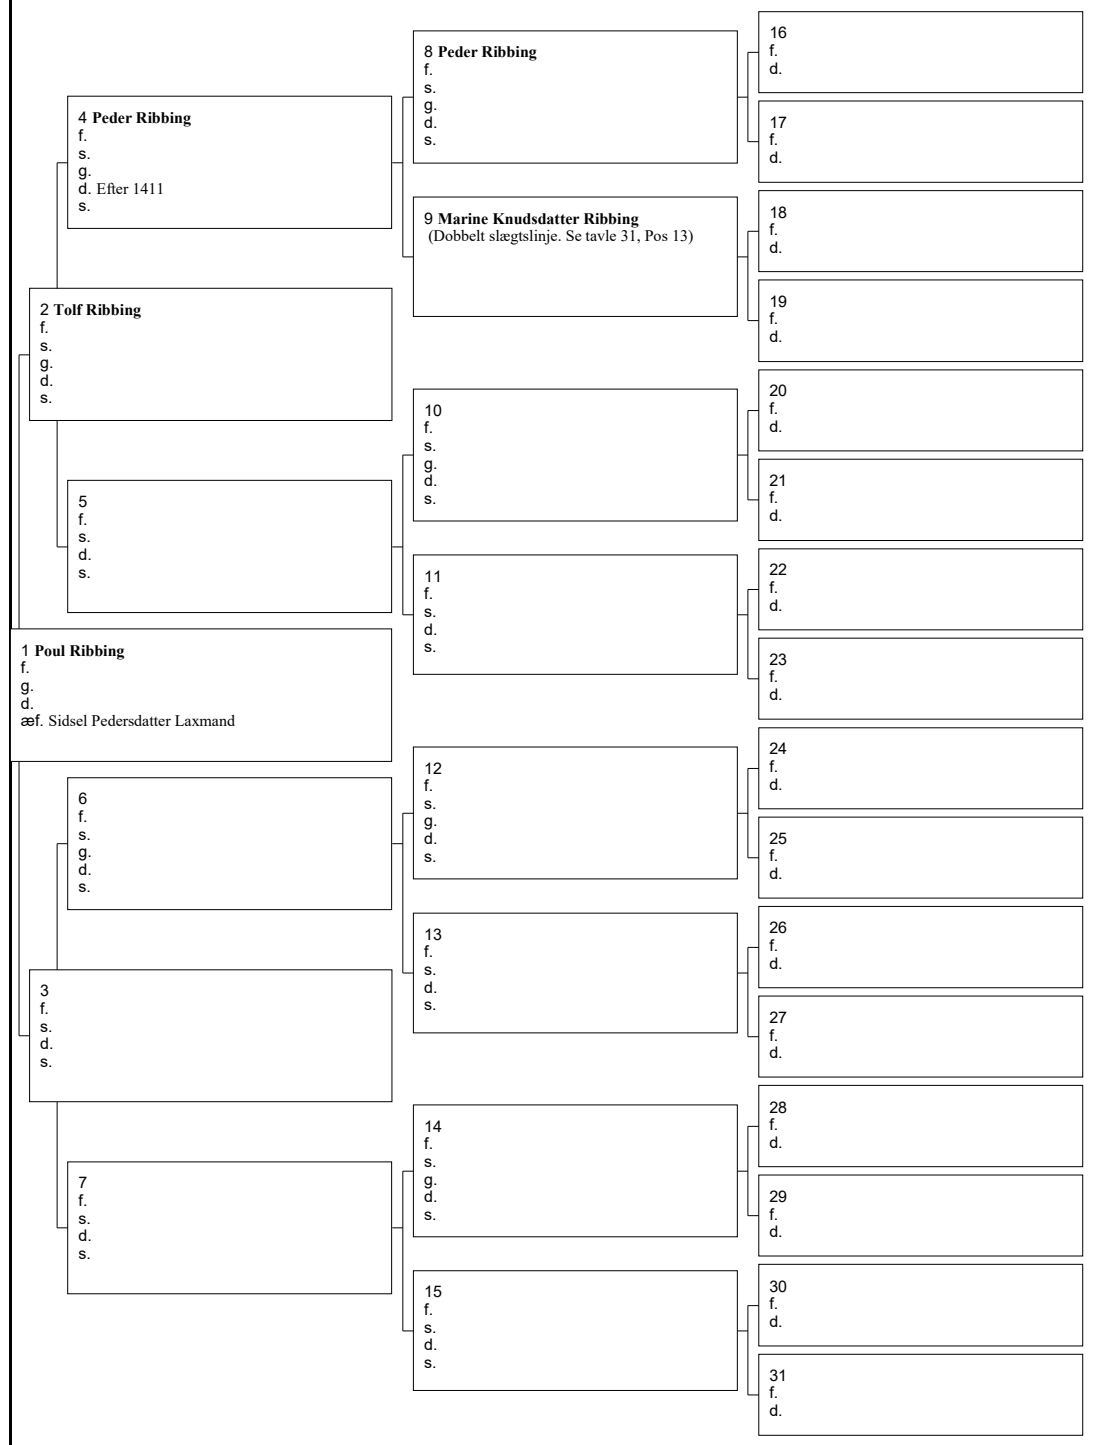 1 Poul Ribbing
f.
g.
d.
æf. Sidsel Pedersdatter Laxmand
2 Tolf Ribbing
f.
s.
g.
d.
s.
3
f.
s.
d.
s.
4 Peder Ribbing
f.
s.
g.
d. Efter 1411
s.
5
f.
s.
d.
s.
6
f.
s.
g.
d.
s.
7
f.
s.
d.
s.
8 Peder Ribbing
f.
s.
g.
d.
s.
9 Marine Knudsdatter Ribbing
(Dobbelt slægtslinje. Se tavle 31, Pos 13)
10
f.
s.
g.
d.
s.
11
f.
s.
d.
s.
12
f.
s.
g.
d.
s.
13
f.
s.
d.
s.
14
f.
s.
g.
d.
s.
15
f.
s.
d.
s.
16
f.
d.
17
f.
d.
18
f.
d.
19
f.
d.
20
f.
d.
21
f.
d.
22
f.
d.
23
f.
d.
24
f.
d.
25
f.
d.
26
f.
d.
27
f.
d.
28
f.
d.
29
f.
d.
30
f.
d.
31
f.
d.